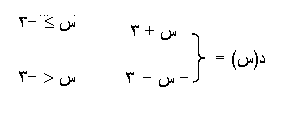 د(س) =
س + ٣    س ≥ -٣
- س - ٣    س < -٣